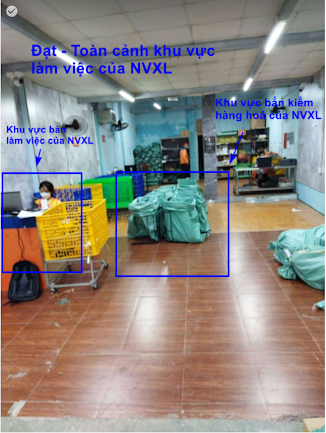 Đạt - Toàn cảnh khu vực
làm việc của NVXL
Khu vực bắn kiểm
hàng hoá của NVXL
Khu vực bàn
làm việc của NVXL